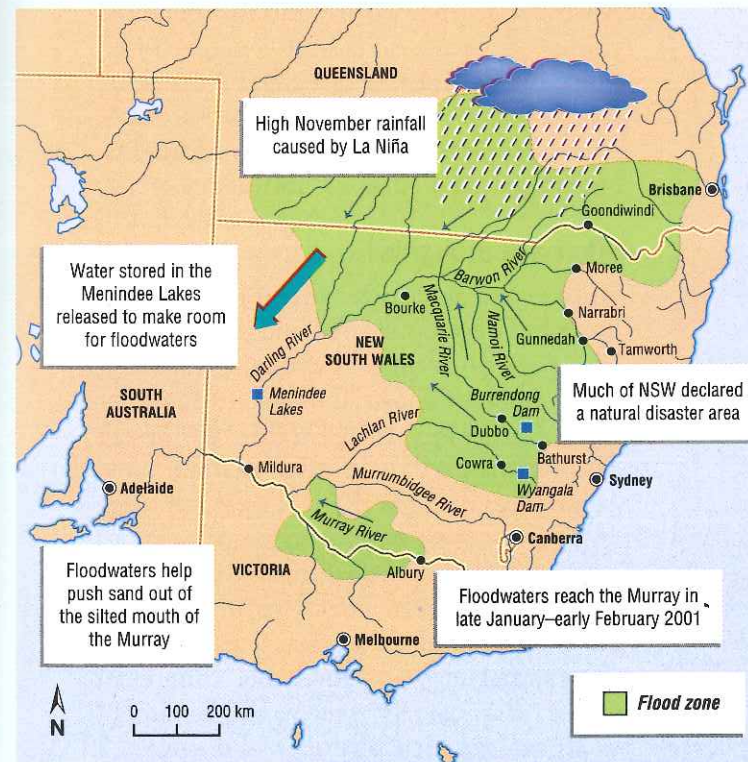 QUEENSLAND
High November rainfall
caused by La Niña
Brisbane
Goondiwindi
Water stored in the
Menindee Lakes
released to make room
for floodwaters
Barwon River
Moree
Bourke
Macquarie River
Namoi River
Narrabri
Darling River
NEW
SOUTH WALES
Gunnedah
Tamworth
SOUTH
AUSTRALIA
Menindee
Lakes
Burrendong
Dam
Much of NSW declared
a natural disaster area
Lachlan River
Dubbo
Bathurst
Mildura
Cowra
Adelaide
Murrumbidgee River
Wyangala
Dam
Sydney
Murray River
Canberra
Floodwaters help
push sand out of
the silted mouth of
the Murray
VICTORIA
Albury
Floodwaters reach the Murray in
late January–early February 2001
Melbourne
N
0 100 200 km
Flood zone